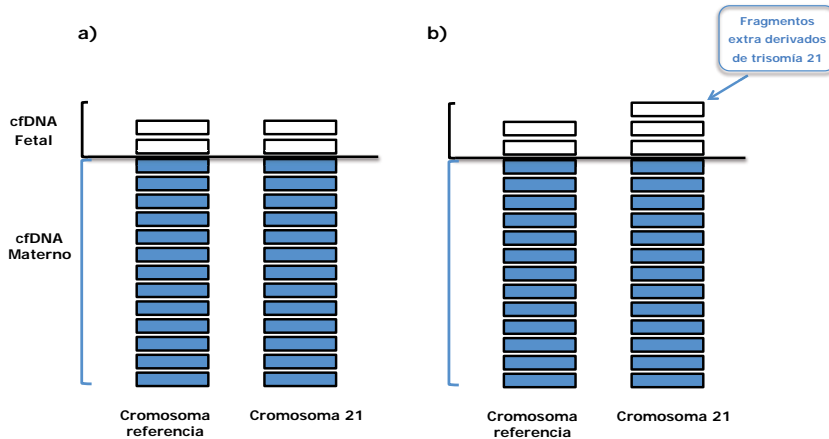 a)
b)
Fragmentos
extra derivados
de trisomía 21
cfDNA
Fetal
cfDNA
Materno
Cromosoma
referencia
Cromosoma 21
Cromosoma
referencia
Cromosoma 21